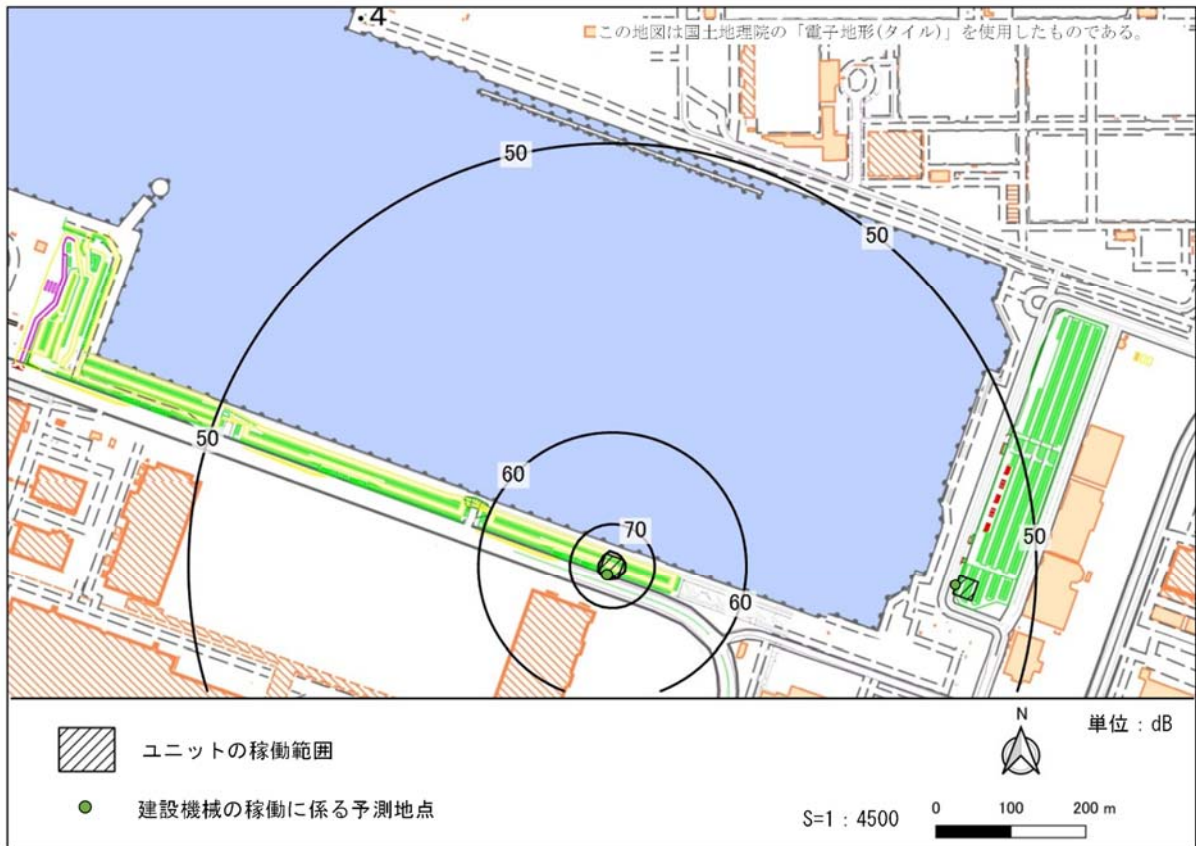 4
この地図は国土地理院の「電子地形(タイル)」を使用したものである。
50
50
50
60
70
50
60
ユニットの稼働範囲
建設機械の稼働に係る予測地点
N
単位：dB
S=1：4500
0 100 200 m